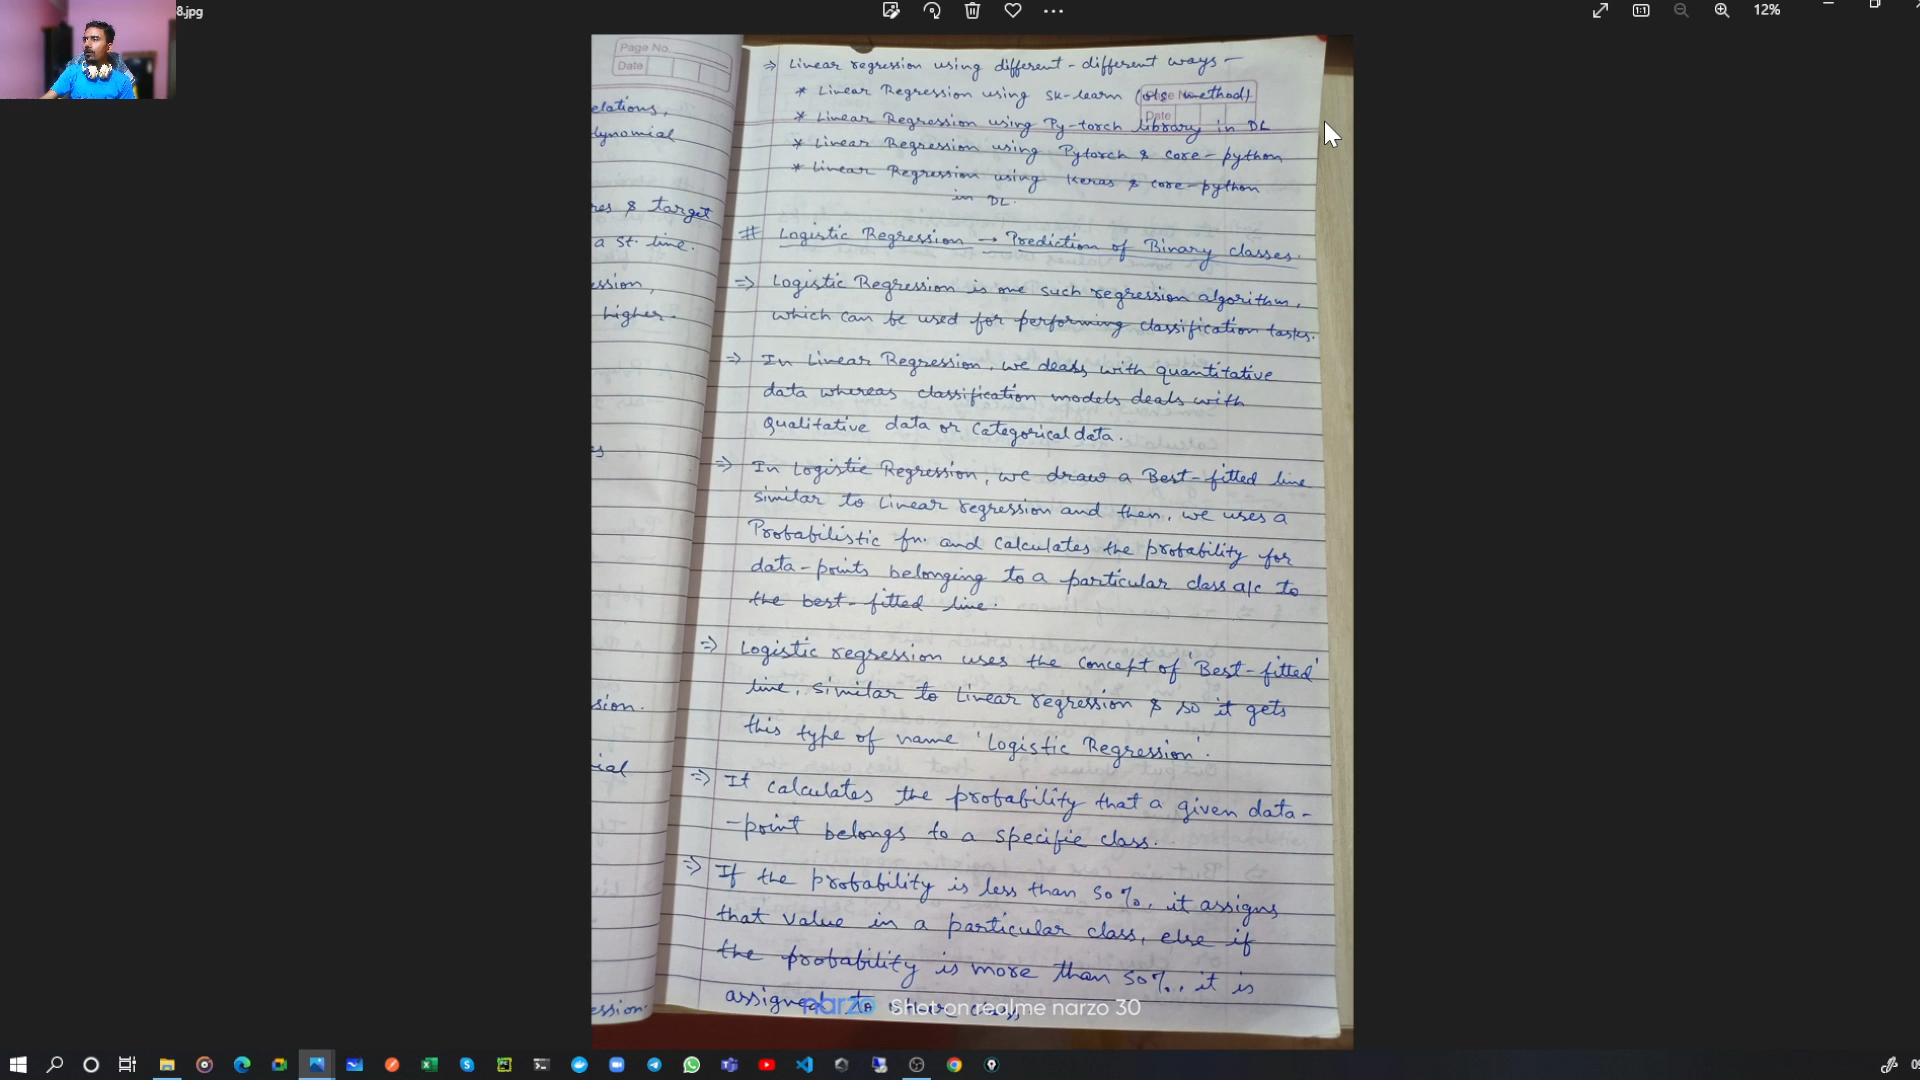 8.jpg
12%
Page No.
Date
elations,
lynomial
res & target
a st. line.
ession,
higher.
es
sion.
ial
ession.
⇒ Linear regression using different-different ways -
* Linear Regression using SK-learn (ols method)
Date
* Linear Regression using Py-torch library in DL
* Linear Regression using Pytorch & core-python
* Linear Regression using Keras & core-python
in DL.
# Logistic Regression → Prediction of Binary classes.
⇒ Logistic Regression is one such regression algorithm,
which can be used for performing classification tasks.
⇒ In Linear Regression, we deals with quantitative
data whereas classification models deals with
Qualitative data or Categorical data.
⇒ In Logistic Regression, we draw a Best-fitted line
similar to Linear regression and then, we uses a
Probabilistic fn. and Calculates the probability for
data-points belonging to a particular class a/c to
the best-fitted line.
⇒ Logistic regression uses the concept of 'Best-fitted'
line, similar to Linear regression & so it gets
this type of name 'Logistic Regression'.
⇒ It calculates the probability that a given data-
-point belongs to a specific class.
⇒ If the probability is less than 50%, it assigns
that value in a particular class, else if
the probability is more than 50%, it is
assigned to other class.
narzo Shot on realme narzo 30